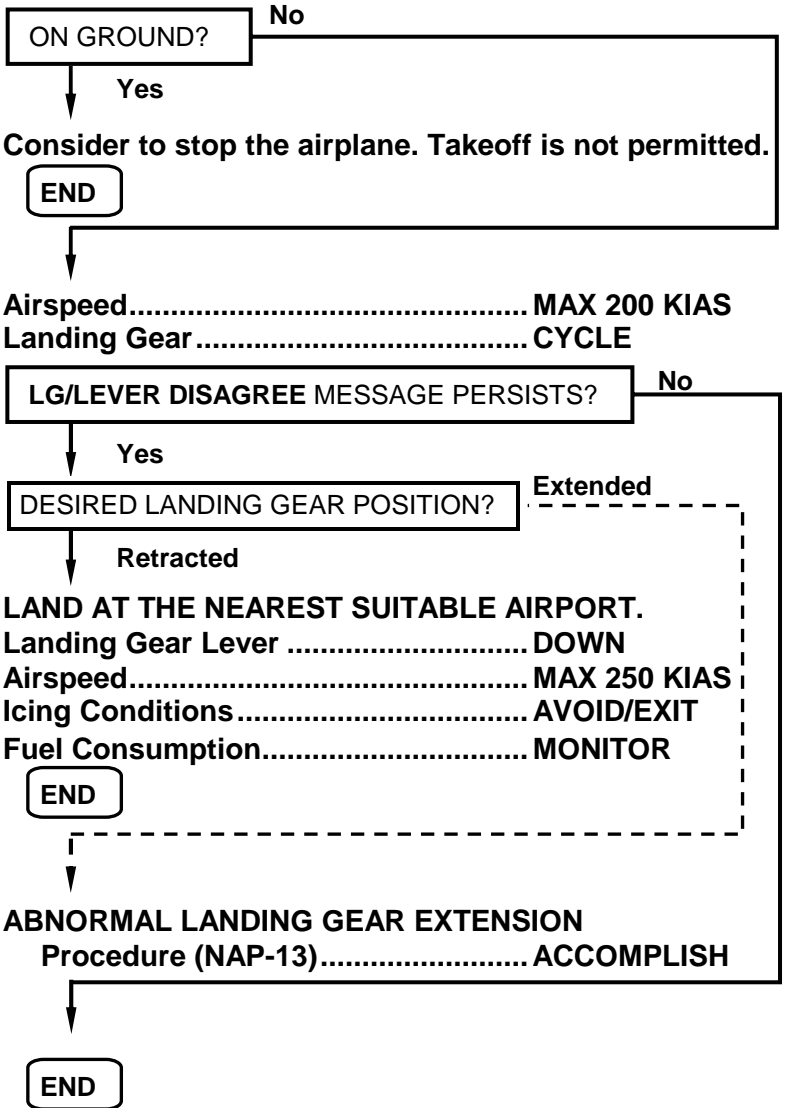 No
ON GROUND?
Yes
Consider to stop the airplane. Takeoff is not permitted.
END
Airspeed................................................ MAX 200 KIAS
Landing Gear........................................ CYCLE
LG/LEVER DISAGREE MESSAGE PERSISTS?
No
Yes
DESIRED LANDING GEAR POSITION?
Extended
Retracted
LAND AT THE NEAREST SUITABLE AIRPORT.
Landing Gear Lever ............................. DOWN
Airspeed................................................ MAX 250 KIAS
Icing Conditions................................... AVOID/EXIT
Fuel Consumption................................ MONITOR
END
ABNORMAL LANDING GEAR EXTENSION
Procedure (NAP-13)......................... ACCOMPLISH
END